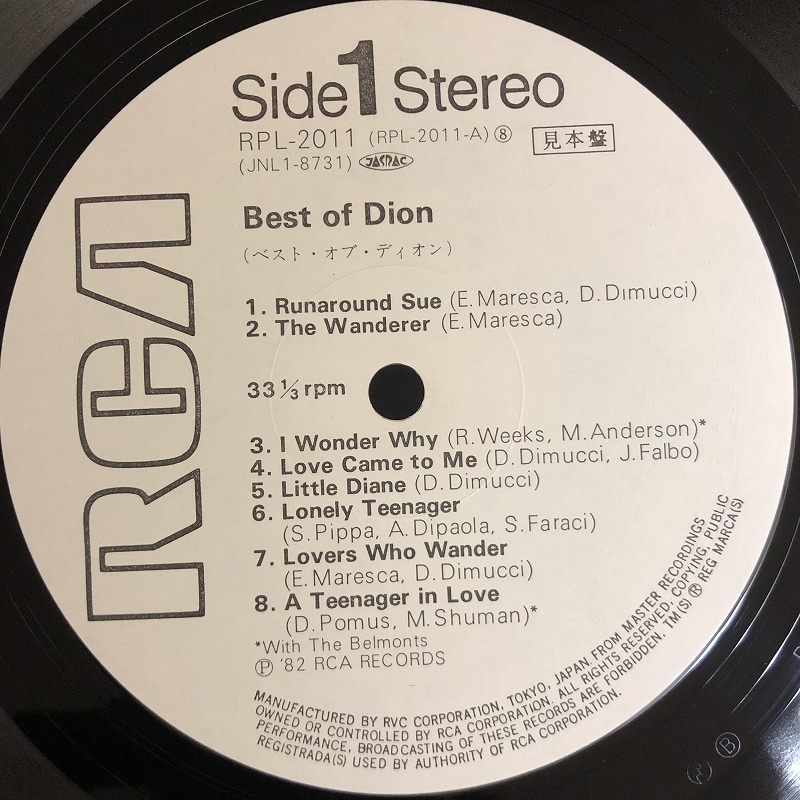 Side 1 Stereo
RPL-2011 (RPL-2011-A) ⑧ 見本盤
(JNL1-8731) JASRAC
RCA
Best of Dion
(ベスト・オブ・ディオン)
1. Runaround Sue (E. Maresca, D. Dimucci)
2. The Wanderer (E. Maresca)
33 1/3 rpm
3. I Wonder Why (R. Weeks, M. Anderson)*
4. Love Came to Me (D. Dimucci, J. Falbo)
5. Little Diane (D. Dimucci)
6. Lonely Teenager
(S. Pippa, A. Dipaola, S. Faraci)
7. Lovers Who Wander
(E. Maresca, D. Dimucci)
8. A Teenager in Love
(D. Pomus, M. Shuman)*
*With The Belmonts
Ⓟ '82 RCA RECORDS
MANUFACTURED BY RVC CORPORATION, TOKYO, JAPAN, FROM MASTER RECORDINGS
OWNED OR CONTROLLED BY RCA CORPORATION. ALL RIGHTS RESERVED. COPYING, PUBLIC
PERFORMANCE, BROADCASTING OF THESE RECORDS ARE FORBIDDEN. TM(S) ® REG MARCA(S)
REGISTRADA(S) USED BY AUTHORITY OF RCA CORPORATION.
B